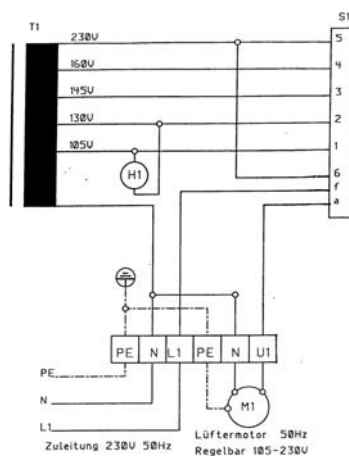 T1
S1
230V
5
160V
4
145V
3
130V
2
105V
1
H1
6
f
a
PE N L1 PE N U1
PE
N
M1
L1
Zuleitung 230V 50Hz
Lüftermotor 50Hz
Regelbar 105-230V